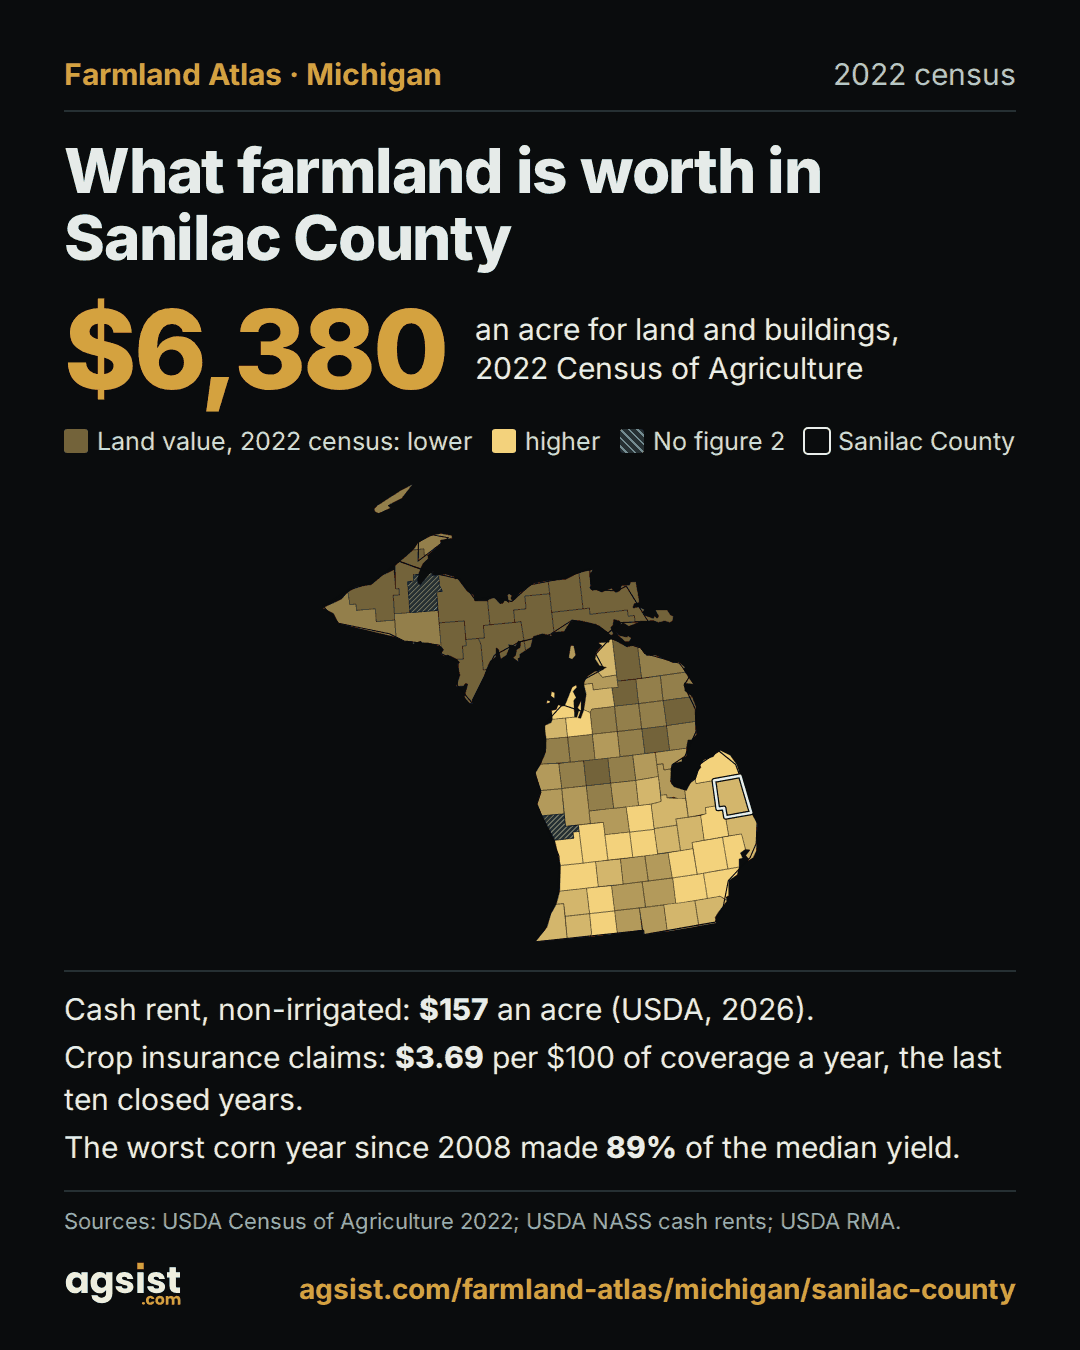 Farmland Atlas · Michigan
2022 census
What farmland is worth in
Sanilac County
$6,380
an acre for land and buildings,
2022 Census of Agriculture
Land value, 2022 census: lower
higher
No figure 2
Sanilac County
Cash rent, non-irrigated: $157 an acre (USDA, 2026).
Crop insurance claims: $3.69 per $100 of coverage a year, the last
ten closed years.
The worst corn year since 2008 made 89% of the median yield.
Sources: USDA Census of Agriculture 2022; USDA NASS cash rents; USDA RMA.
agsist
.com
agsist.com/farmland-atlas/michigan/sanilac-county